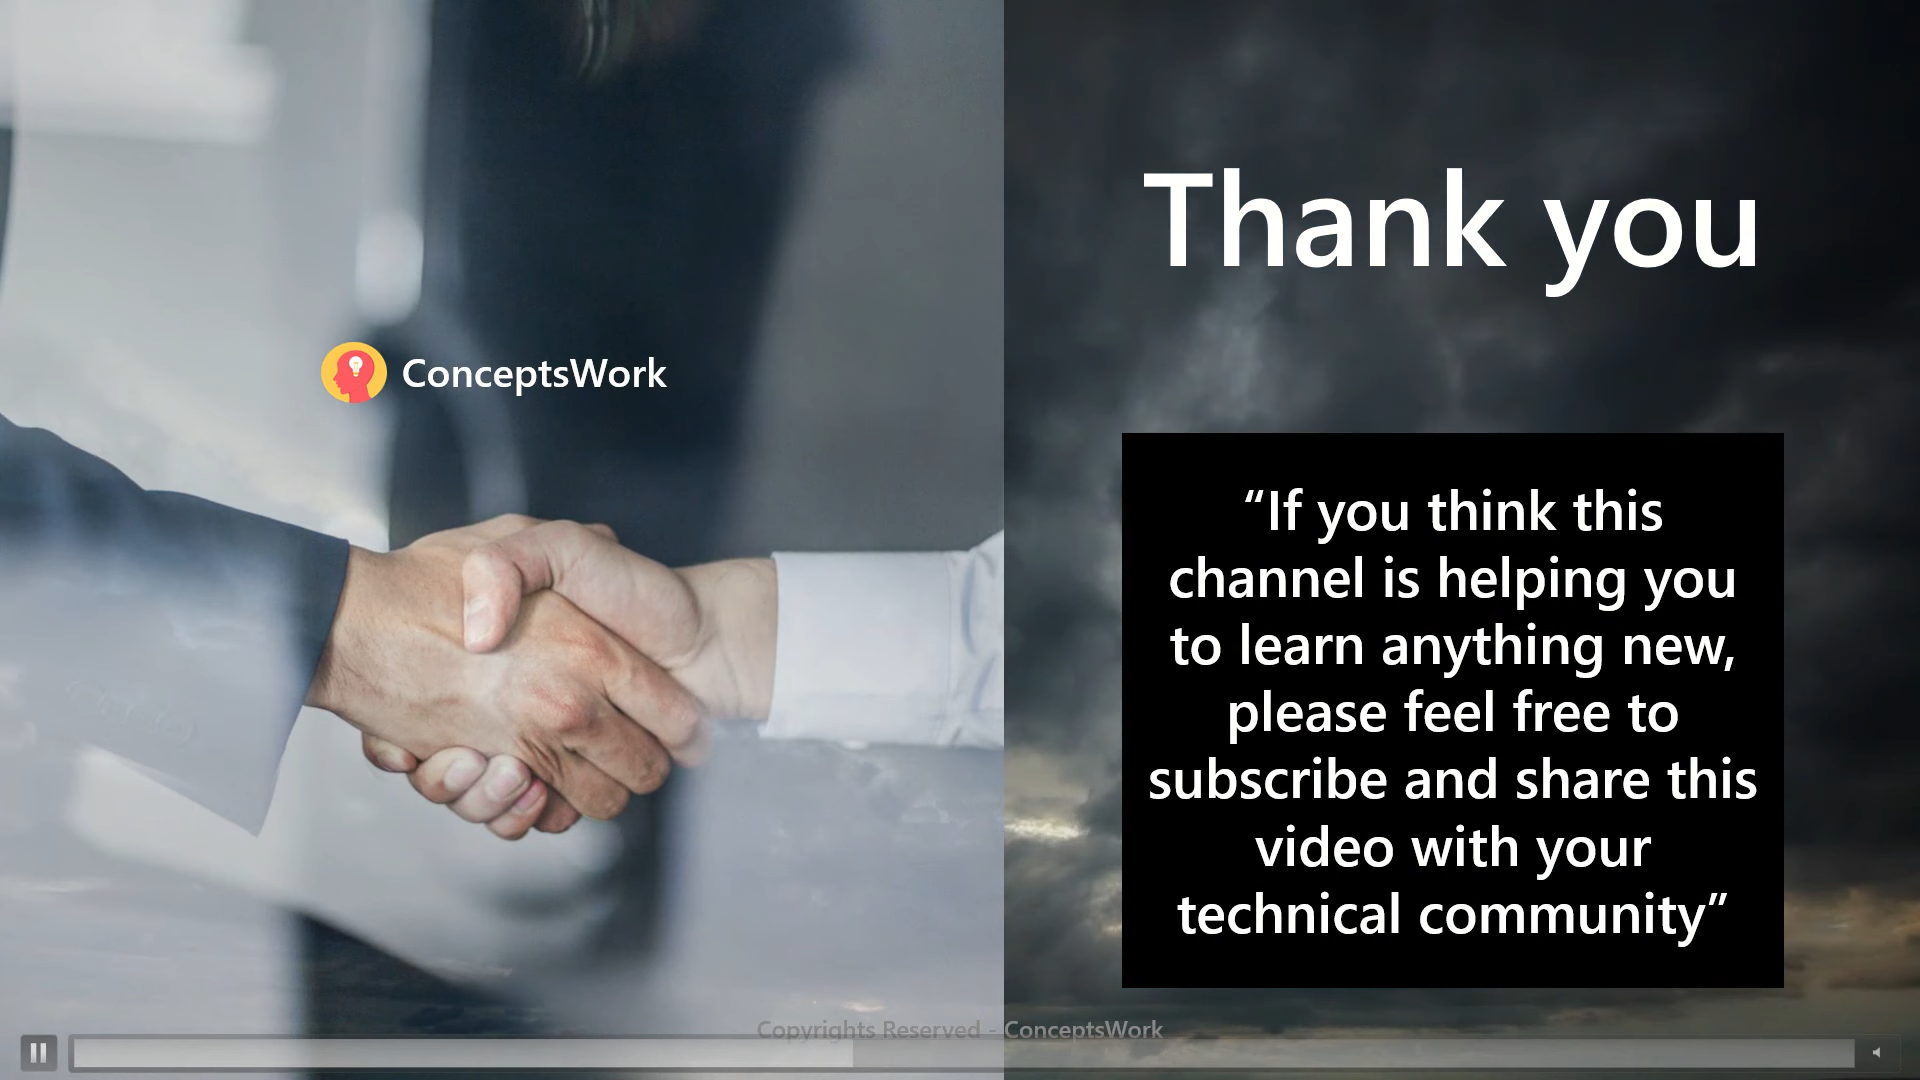 ConceptsWork
Thank you
“If you think this
channel is helping you
to learn anything new,
please feel free to
subscribe and share this
video with your
technical community”
Copyrights Reserved - ConceptsWork